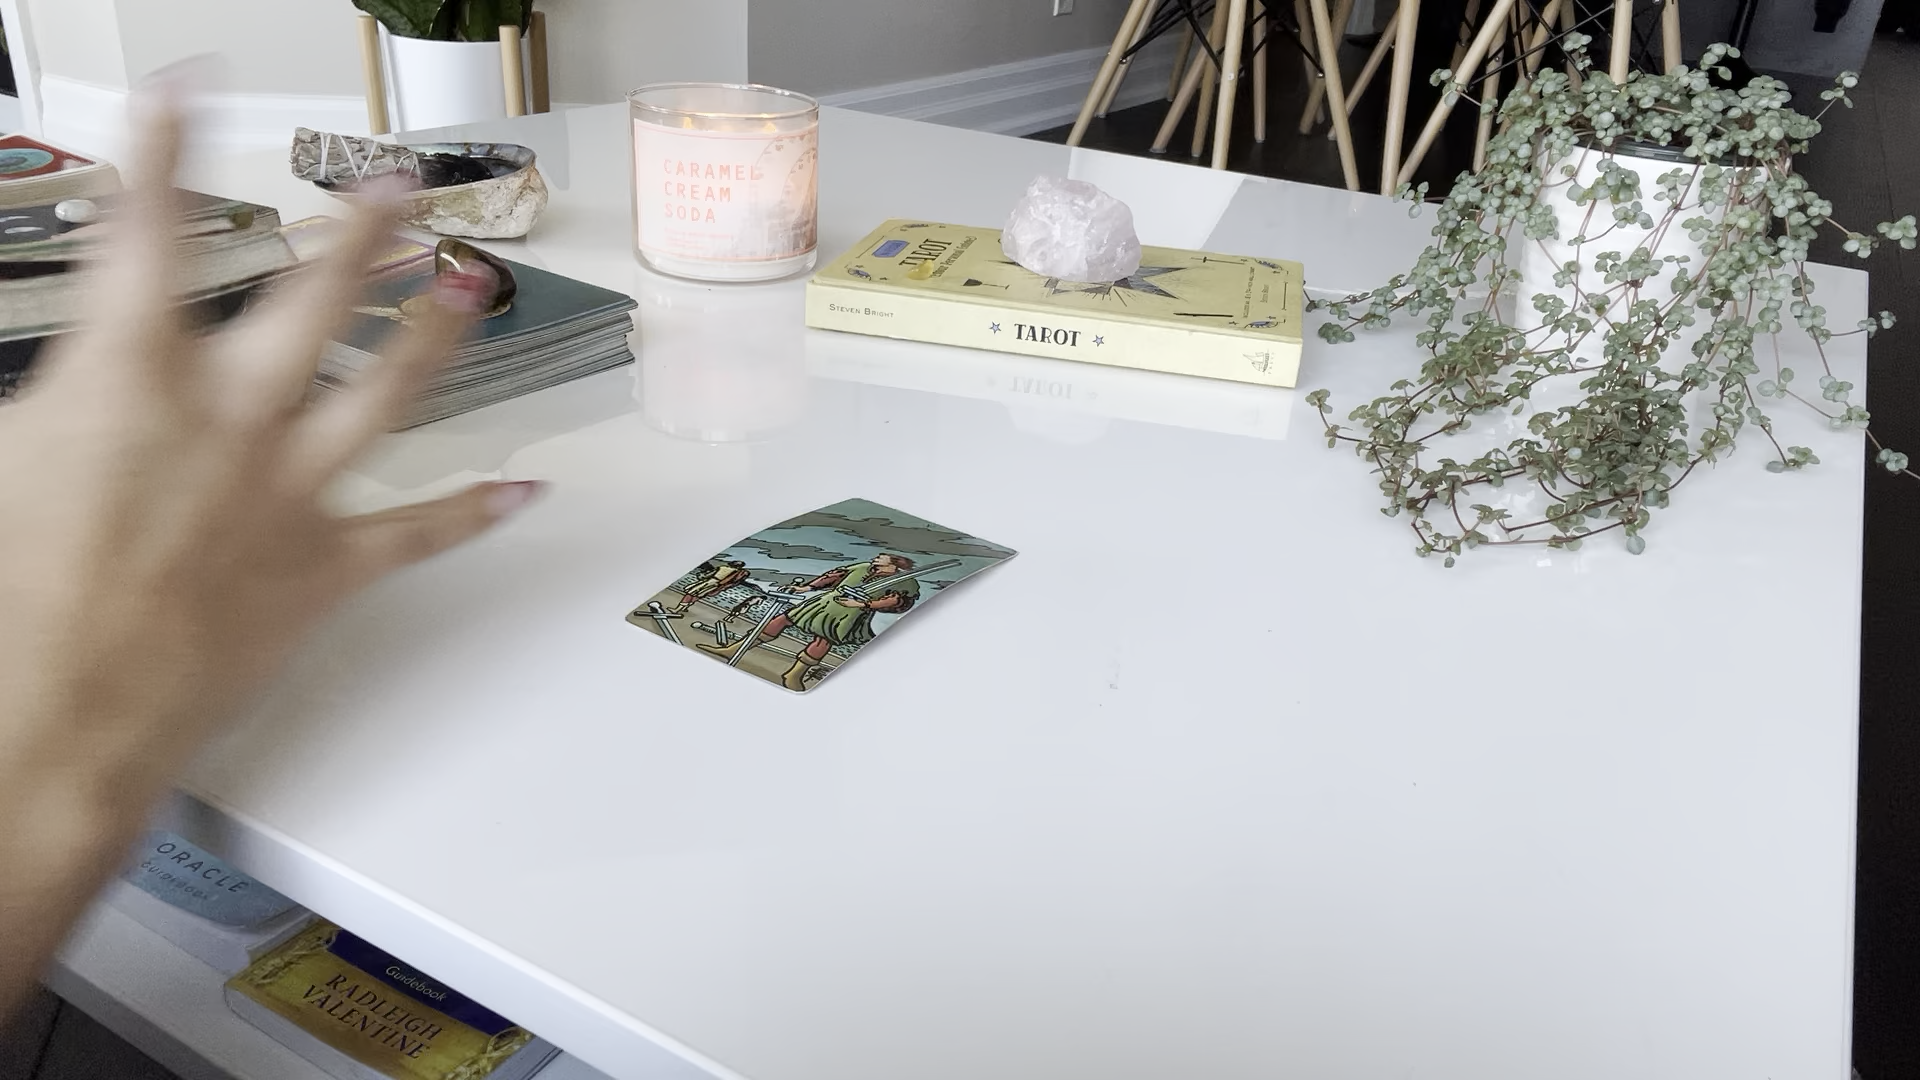 CARAMEL
CREAM
SODA
TAROT
STEVEN BRIGHT
TAROT
ORACLE
GUIDEBOOK
Guidebook
RADLEIGH
VALENTINE